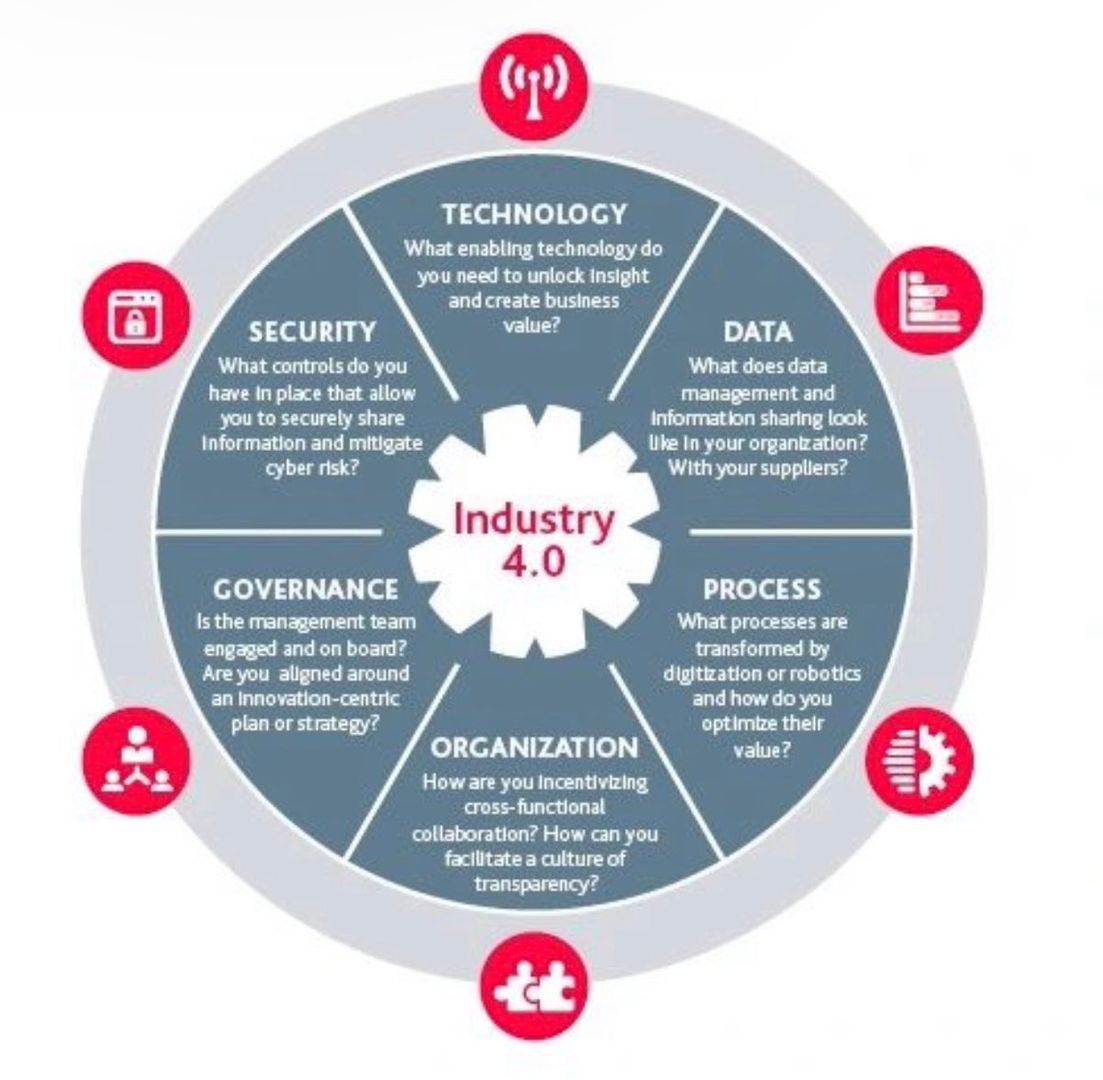 TECHNOLOGY
What enabling technology do
you need to unlock insight
and create business
value?
DATA
What does data
management and
information sharing look
like in your organization?
With your suppliers?
PROCESS
What processes are
transformed by
digitization or robotics
and how do you
optimize their
value?
ORGANIZATION
How are you incentivizing
cross-functional
collaboration? How can you
facilitate a culture of
transparency?
GOVERNANCE
Is the management team
engaged and on board?
Are you aligned around
an innovation-centric
plan or strategy?
SECURITY
What controls do you
have in place that allow
you to securely share
information and mitigate
cyber risk?
Industry
4.0